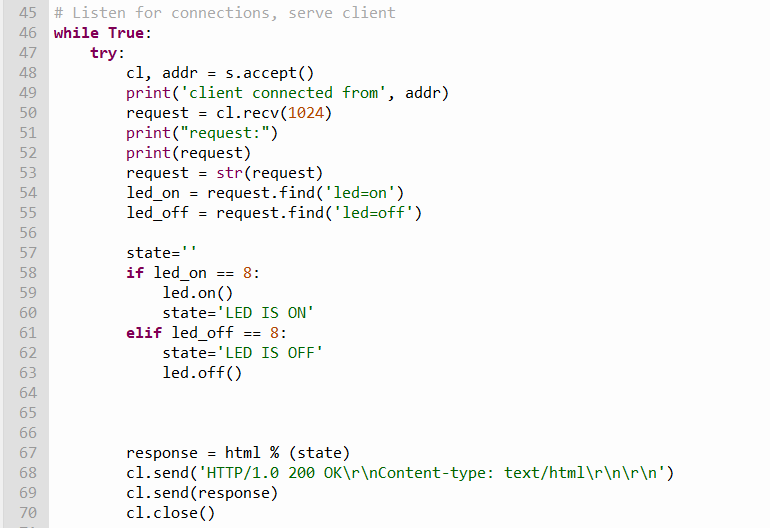 45 # Listen for connections, serve client
46 while True:
47     try:
48         cl, addr = s.accept()
49         print('client connected from', addr)
50         request = cl.recv(1024)
51         print("request:")
52         print(request)
53         request = str(request)
54         led_on = request.find('led=on')
55         led_off = request.find('led=off')
56
57         state=''
58         if led_on == 8:
59             led.on()
60             state='LED IS ON'
61         elif led_off == 8:
62             state='LED IS OFF'
63             led.off()
64
65
66
67         response = html % (state)
68         cl.send('HTTP/1.0 200 OK\r\nContent-type: text/html\r\n\r\n')
69         cl.send(response)
70         cl.close()